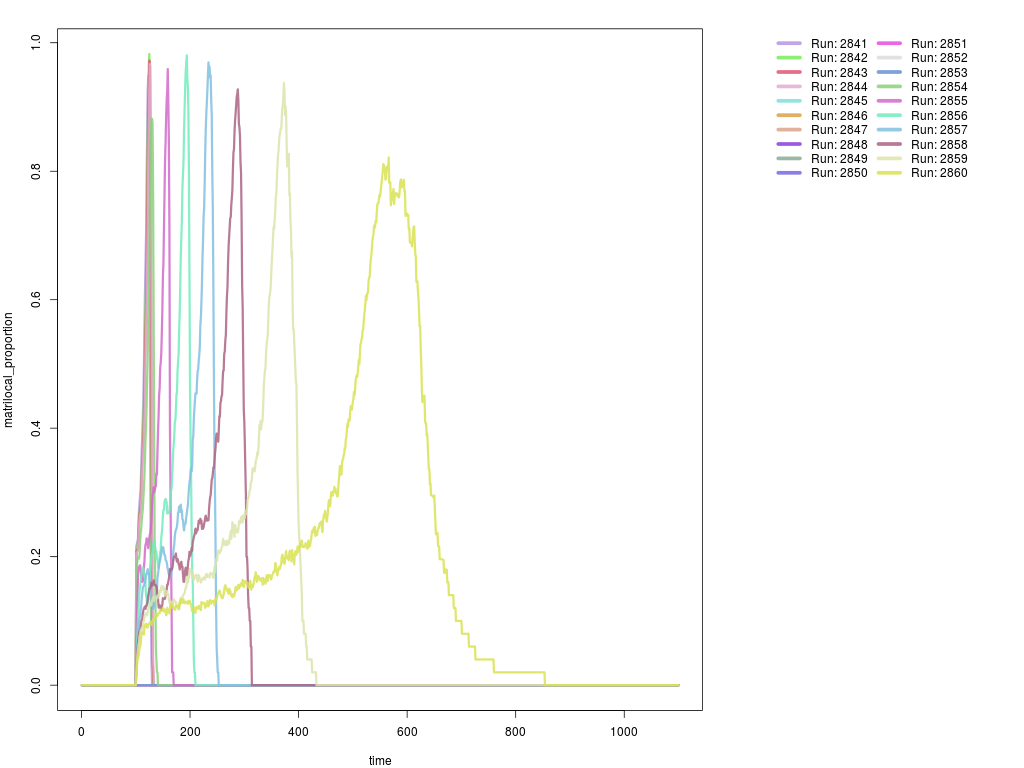 1.0
0.8
0.6
0.4
0.2
0.0
matrilocal_proportion
0 200 400 600 800 1000
time
Run: 2841 Run: 2851
Run: 2842 Run: 2852
Run: 2843 Run: 2853
Run: 2844 Run: 2854
Run: 2845 Run: 2855
Run: 2846 Run: 2856
Run: 2847 Run: 2857
Run: 2848 Run: 2858
Run: 2849 Run: 2859
Run: 2850 Run: 2860